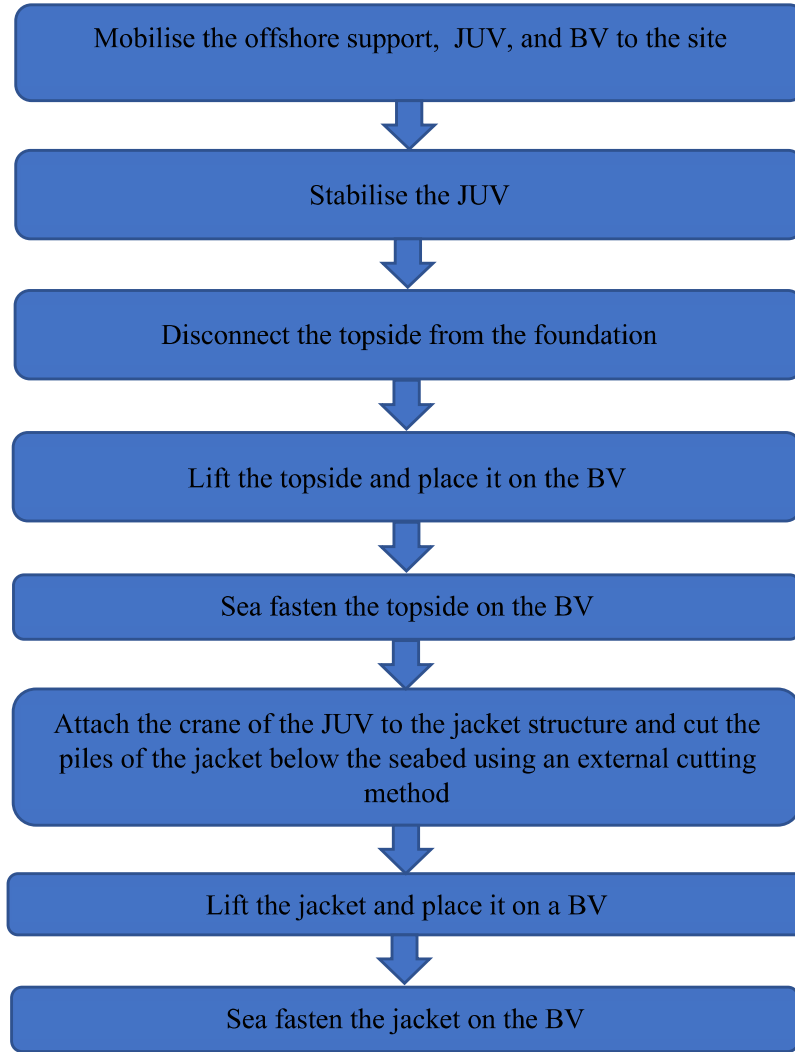 Mobilise the offshore support, JUV, and BV to the site
Stabilise the JUV
Disconnect the topside from the foundation
Lift the topside and place it on the BV
Sea fasten the topside on the BV
Attach the crane of the JUV to the jacket structure and cut the
piles of the jacket below the seabed using an external cutting
method
Lift the jacket and place it on a BV
Sea fasten the jacket on the BV